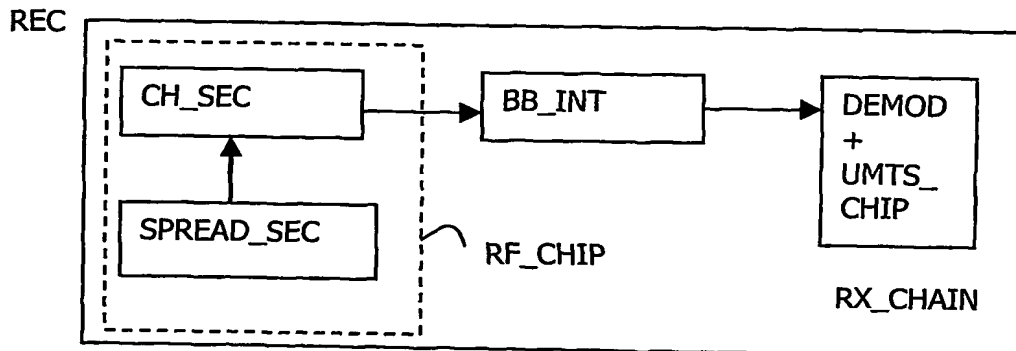 REC
CH_SEC
BB_INT
DEMOD
+
UMTS_
CHIP
SPREAD_SEC
RF_CHIP
RX_CHAIN